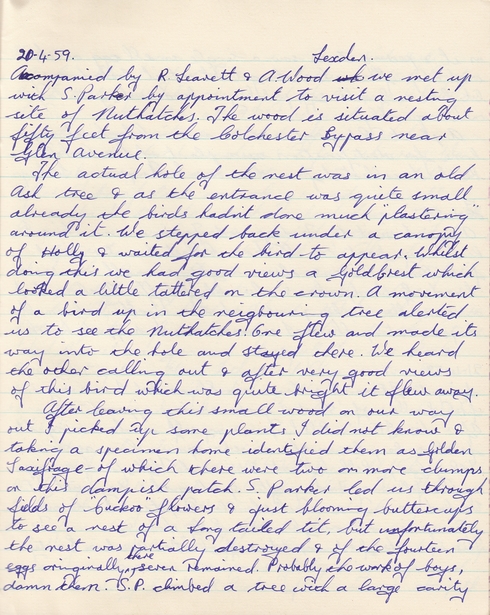 20-4-59. Lexden.
Accompanied by R. Leavett & A. Wood we met up
with S. Parker by appointment to visit a nesting
site of Nuthatches. The wood is situated about
fifty feet from the Colchester Bypass near
Glen Avenue.
The actual hole of the nest was in an old
Ash tree & as the entrance was quite small
already the birds hadnt done much "plastering"
around it. We stepped back under a canopy
of Holly & waited for the bird to appear. Whilst
doing this we had good views a Goldcrest which
looked a little tattered on the crown. A movement
of a bird up in the neigbouring tree alerted
us to see the Nuthatches. One flew and made its
way into the hole and stayed there. We heard
the other calling out & after very good views
of this bird which was quite bright it flew away.
After leaving this small wood on our way
out I picked up some plants I did not know &
taking a specimen home identified them as Golden
Saxifrage - of which there were two or more clumps
on this dampish patch. S. Parker led us through
fields of "Cuckoo" flowers & just blooming buttercups
to see a nest of a Long tailed tit, but unfortunately
the nest was partially destroyed & of the fourteen
eggs originally there, seven remained. Probably the work of boys,
damn them. S.P. climbed a tree with a large cavity